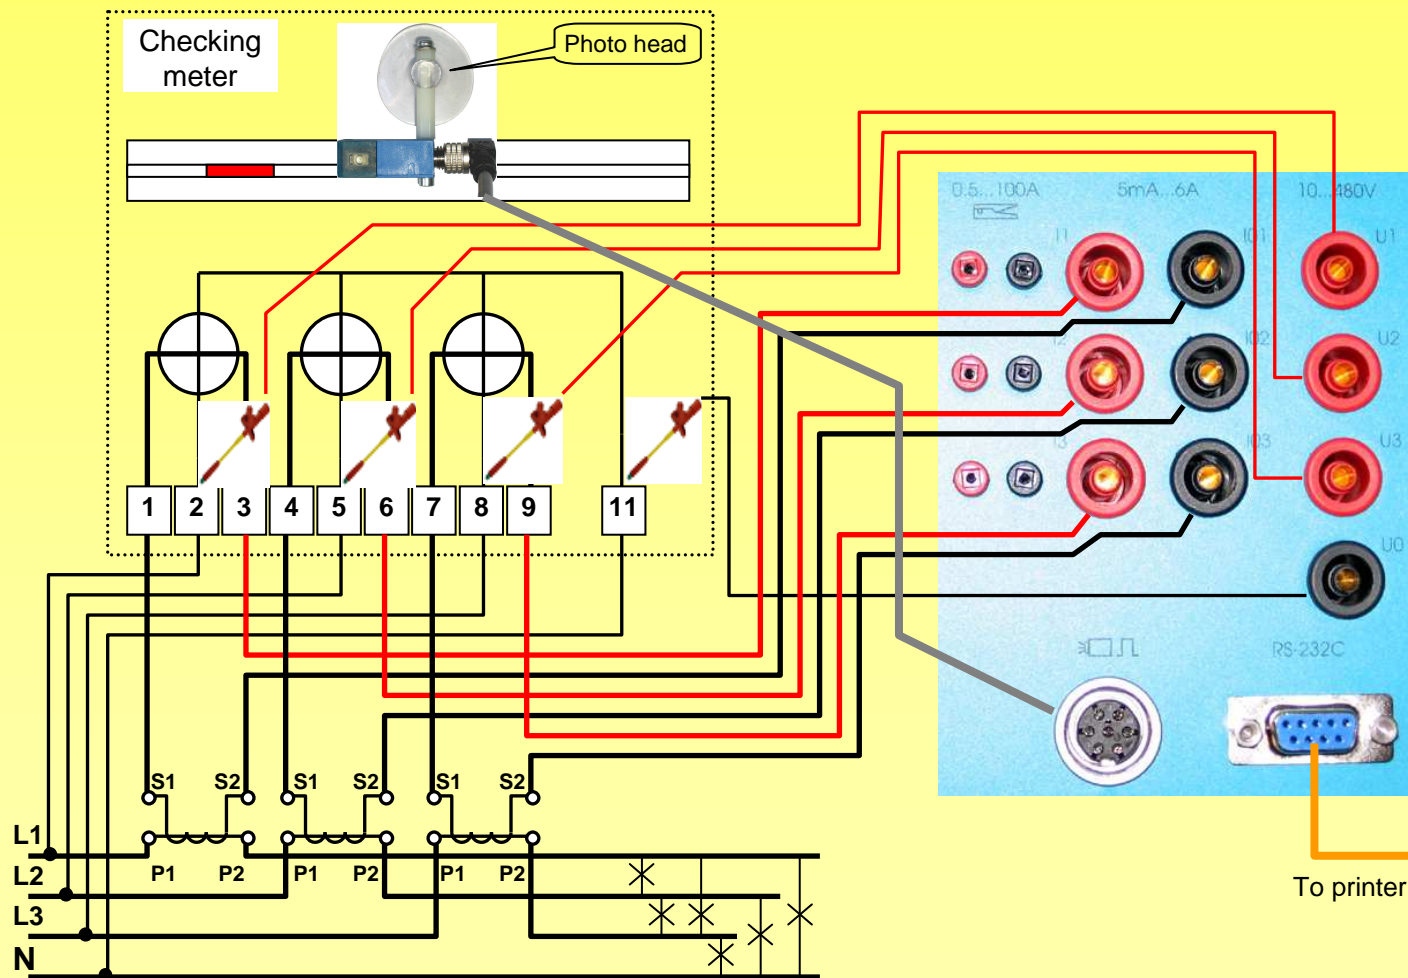 Checking
meter
Photo head
0.5...100A
5mA...6A
10...480V
I1
I01
U1
I2
I02
U2
I3
I03
U3
U0
1
2
3
4
5
6
7
8
9
11
RS-232C
S1
S2
S1
S2
S1
S2
L1
P1
P2
P1
P2
P1
P2
L2
L3
N
To printer